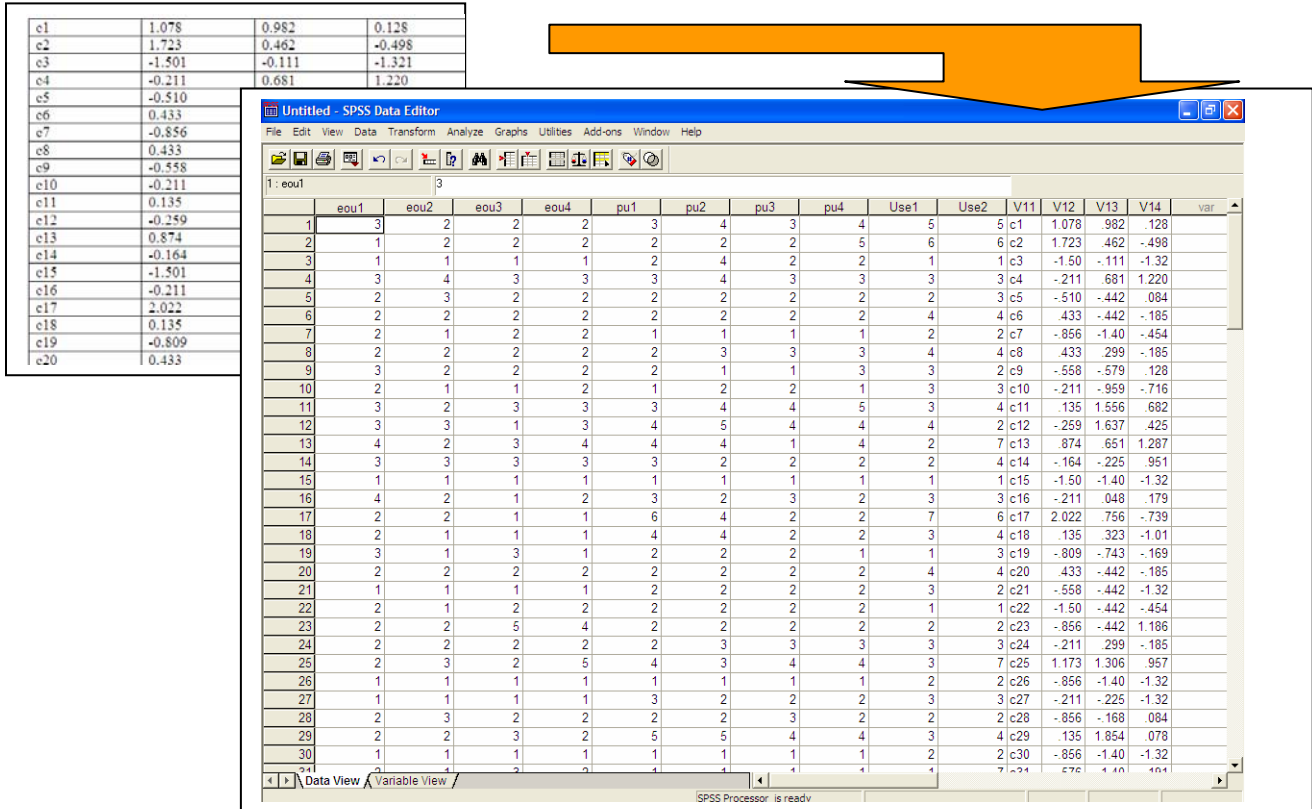 c1 1.078 0.982 0.128
c2 1.723 0.462 -0.498
c3 -1.501 -0.111 -1.321
c4 -0.211 0.681 1.220
c5 -0.510
c6 0.433
c7 -0.856
c8 0.433
c9 -0.558
c10 -0.211
c11 0.135
c12 -0.259
c13 0.874
c14 -0.164
c15 -1.501
c16 -0.211
c17 2.022
c18 0.135
c19 -0.809
c20 0.433
Untitled - SPSS Data Editor
File Edit View Data Transform Analyze Graphs Utilities Add-ons Window Help
1 : eou1 3
eou1 eou2 eou3 eou4 pu1 pu2 pu3 pu4 Use1 Use2 V11 V12 V13 V14 var
1 3 2 2 2 3 4 3 4 5 5 c1 1.078 .982 .128
2 1 2 2 2 2 2 2 5 6 6 c2 1.723 .462 -.498
3 1 1 1 1 2 4 2 2 1 1 c3 -1.50 -.111 -1.32
4 3 4 3 3 3 4 3 3 3 3 c4 -.211 .681 1.220
5 2 3 2 2 2 2 2 2 2 3 c5 -.510 -.442 .084
6 2 2 2 2 2 2 2 2 4 4 c6 .433 -.442 -.185
7 2 1 2 2 1 1 1 1 2 2 c7 -.856 -1.40 -.454
8 2 2 2 2 2 3 3 3 4 4 c8 .433 .299 -.185
9 3 2 2 2 2 1 1 3 3 2 c9 -.558 -.579 .128
10 2 1 1 2 1 2 2 1 3 3 c10 -.211 -.959 -.716
11 3 2 3 3 3 4 4 5 3 4 c11 .135 1.556 .682
12 3 3 1 3 4 5 4 4 4 2 c12 -.259 1.637 .425
13 4 2 3 4 4 4 1 4 2 7 c13 .874 .651 1.287
14 3 3 3 3 3 2 2 2 2 4 c14 -.164 -.225 .951
15 1 1 1 1 1 1 1 1 1 1 c15 -1.50 -1.40 -1.32
16 4 2 1 2 3 2 3 2 3 3 c16 -.211 .048 .179
17 2 2 1 1 6 4 2 2 7 6 c17 2.022 .756 -.739
18 2 1 1 1 4 4 2 2 3 4 c18 .135 .323 -1.01
19 3 1 3 1 2 2 2 1 1 3 c19 -.809 -.743 -.169
20 2 2 2 2 2 2 2 2 4 4 c20 .433 -.442 -.185
21 1 1 1 1 2 2 2 2 3 2 c21 -.558 -.442 -1.32
22 2 1 2 2 2 2 2 2 1 1 c22 -1.50 -.442 -.454
23 2 2 5 4 2 2 2 2 2 2 c23 -.856 -.442 1.186
24 2 2 2 2 2 3 3 3 3 3 c24 -.211 .299 -.185
25 2 3 2 5 4 3 4 4 3 7 c25 1.173 1.306 .957
26 1 1 1 1 1 1 1 1 2 2 c26 -.856 -1.40 -1.32
27 1 1 1 1 3 2 2 2 3 3 c27 -.211 -.225 -1.32
28 2 3 2 2 2 2 3 2 2 2 c28 -.856 -.168 .084
29 2 2 3 2 5 5 4 4 3 4 c29 .135 1.854 .078
30 1 1 1 1 1 1 1 1 2 2 c30 -.856 -1.40 -1.32
Data View Variable View
SPSS Processor is ready